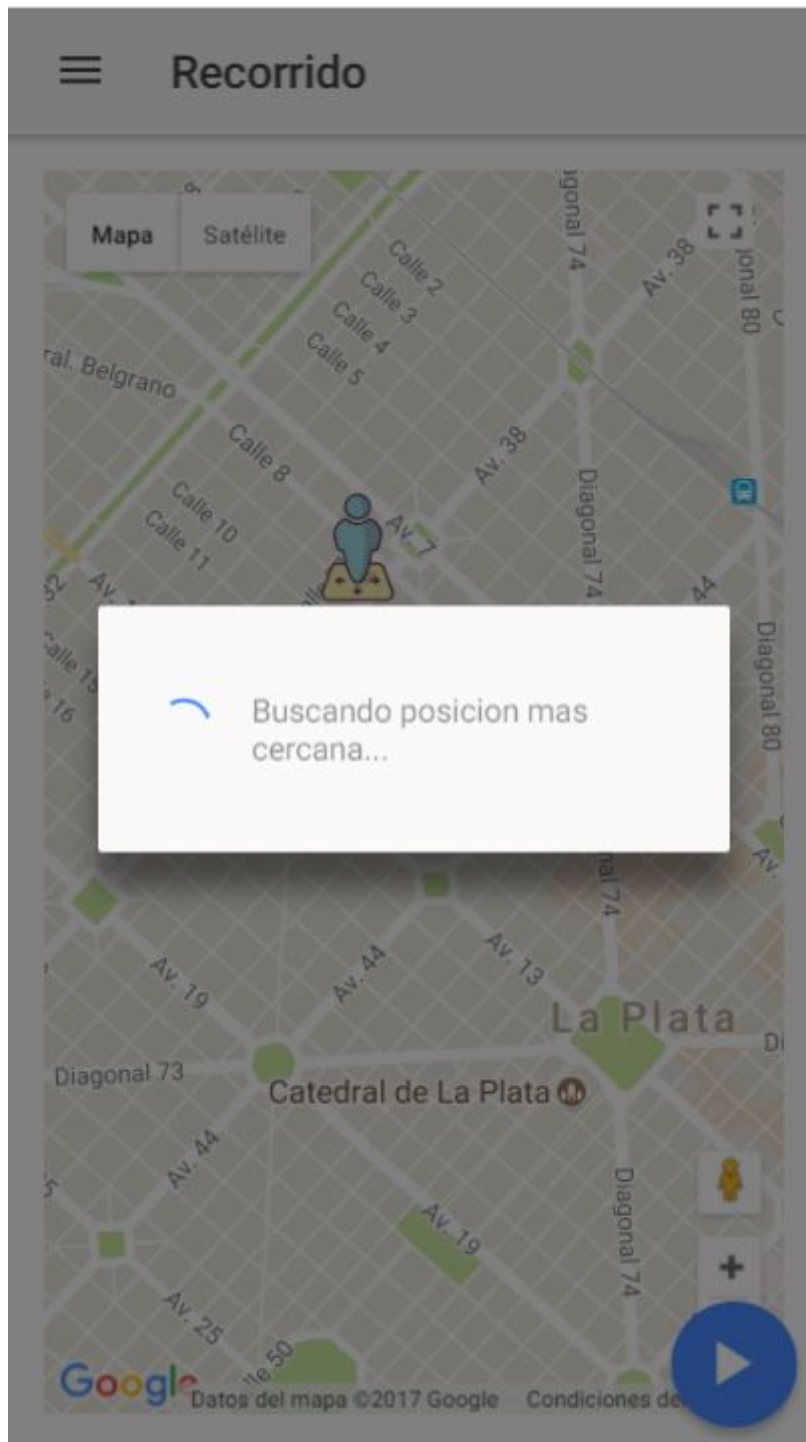 Recorrido
Mapa
Satélite
Calle 2
Calle 3
Calle 4
Calle 5
Diagonal 74
Av. 38
ral. Belgrano
Calle 8
Av. 38
Calle 10
Calle 11
Av. 7
Diagonal 74
44
Diagonal 80
16
Buscando posicion mas
cercana...
Av. 19
Av. 44
Av. 13
La Plata
Diagonal 73
Catedral de La Plata
Av. 44
Av. 19
Diagonal 74
Av. 25
Google
Datos del mapa ©2017 Google
Condiciones de